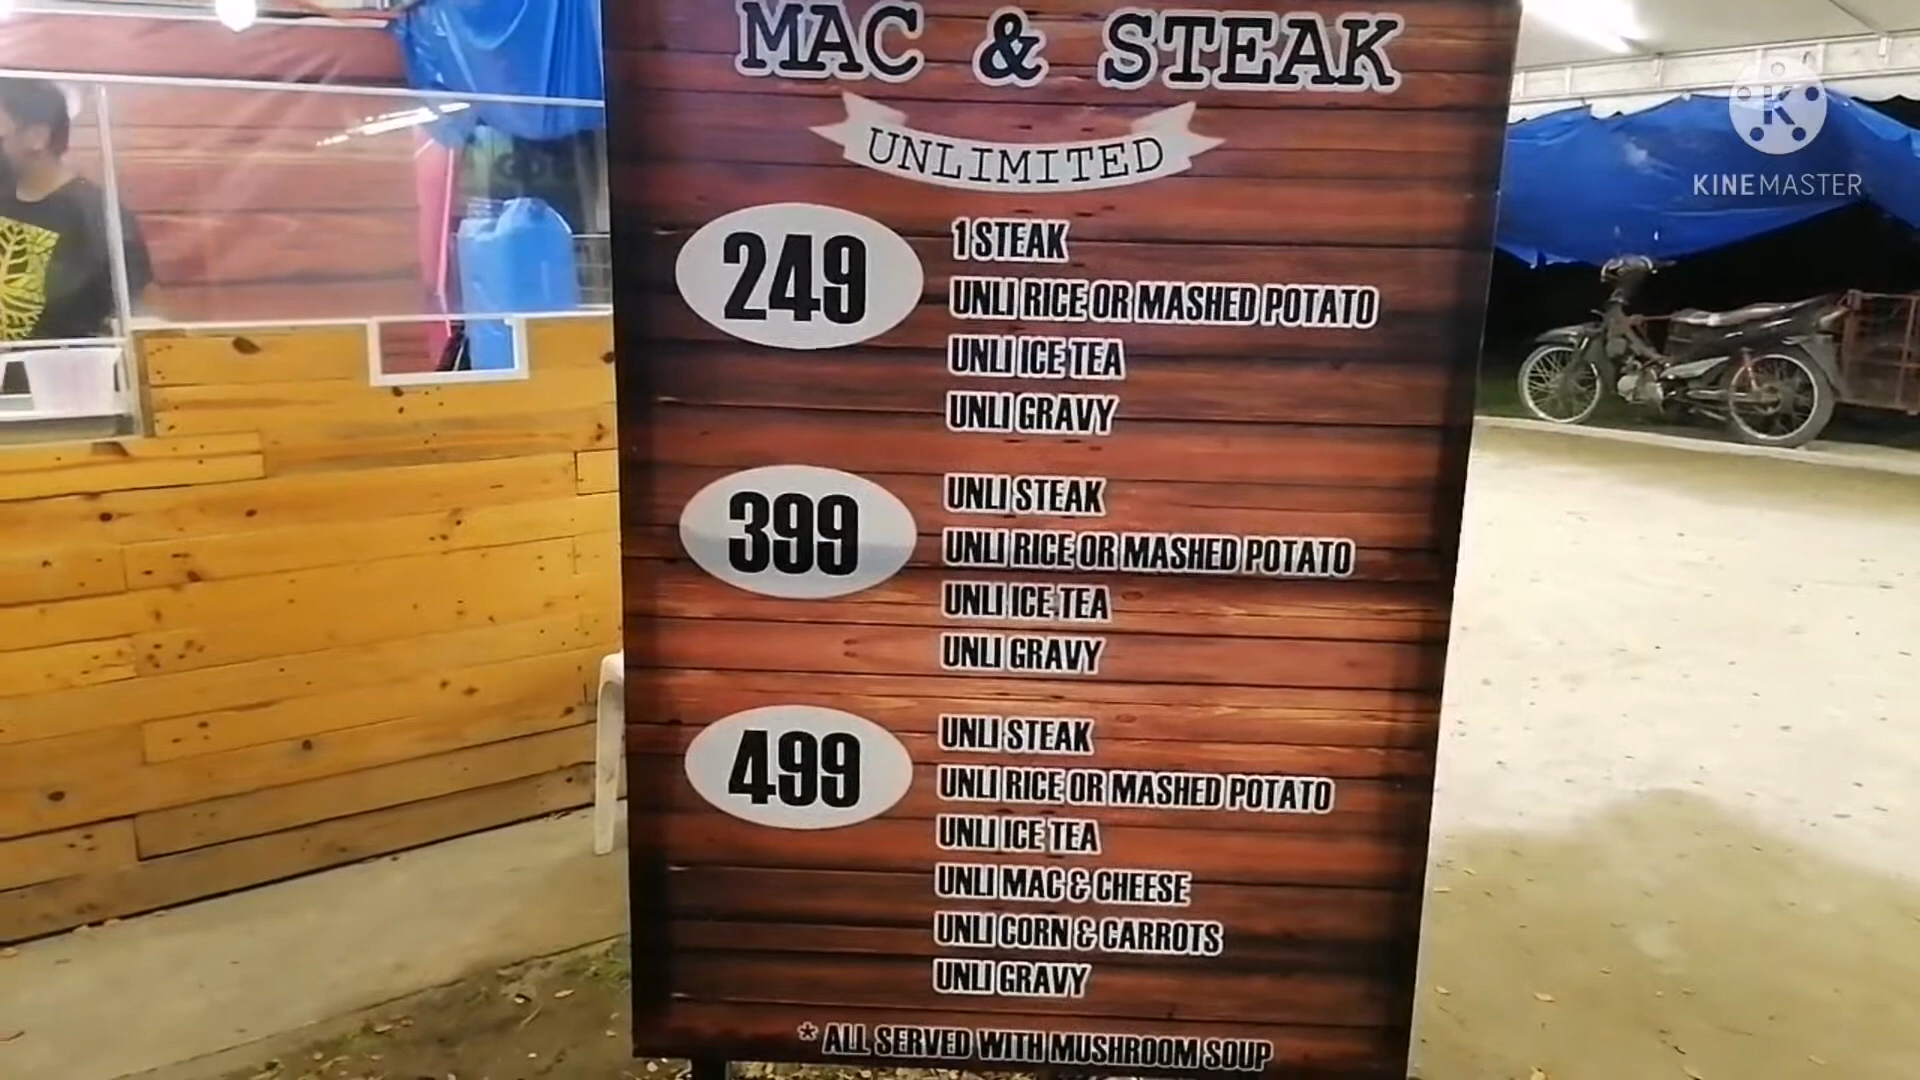 MAC & STEAK
UNLIMITED
249
1 STEAK
UNLI RICE OR MASHED POTATO
UNLI ICE TEA
UNLI GRAVY
399
UNLI STEAK
UNLI RICE OR MASHED POTATO
UNLI ICE TEA
UNLI GRAVY
499
UNLI STEAK
UNLI RICE OR MASHED POTATO
UNLI ICE TEA
UNLI MAC & CHEESE
UNLI CORN & CARROTS
UNLI GRAVY
* ALL SERVED WITH MUSHROOM SOUP
K
KINEMASTER